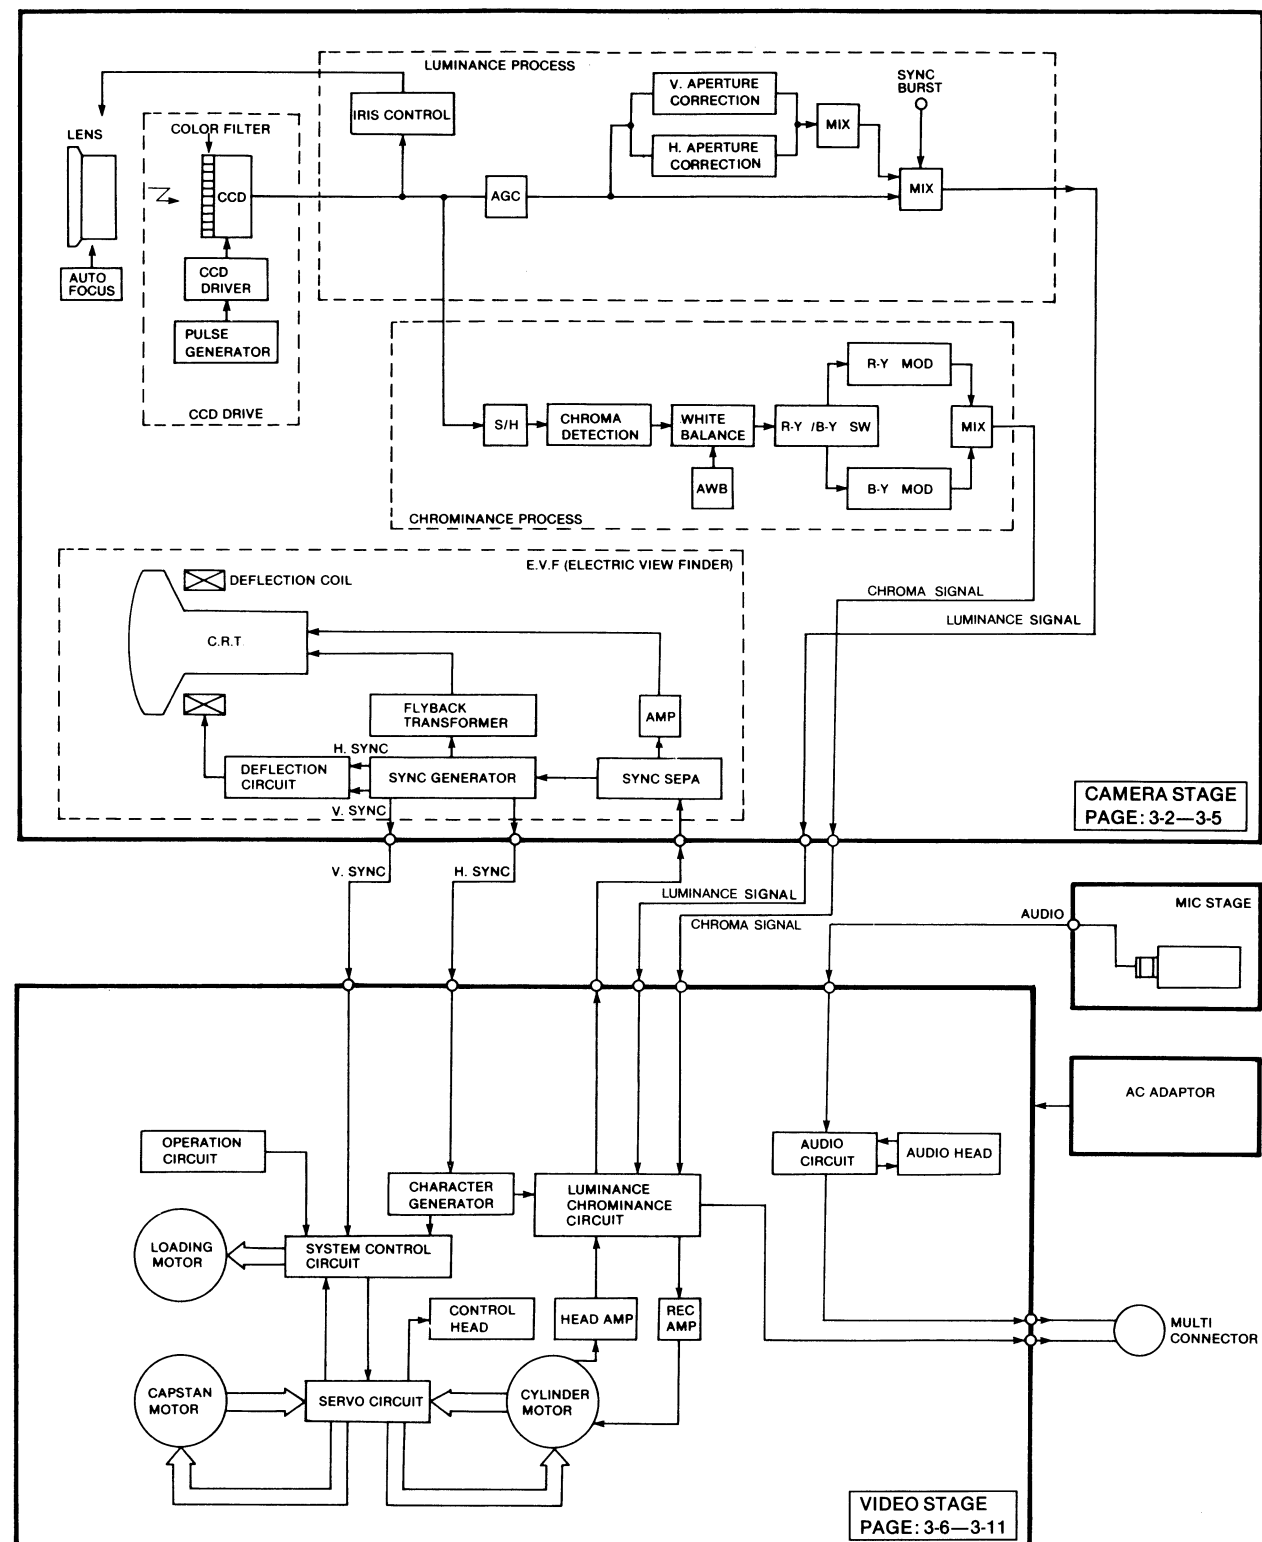 LUMINANCE PROCESS
SYNC
BURST
V. APERTURE
CORRECTION
IRIS CONTROL
MIX
LENS
COLOR FILTER
H. APERTURE
CORRECTION
CCD
AGC
MIX
AUTO
FOCUS
CCD
DRIVER
PULSE
GENERATOR
CCD DRIVE
R-Y MOD
S/H
CHROMA
DETECTION
WHITE
BALANCE
R-Y /B-Y SW
MIX
AWB
B-Y MOD
CHROMINANCE PROCESS
E.V.F (ELECTRIC VIEW FINDER)
DEFLECTION COIL
C.R.T.
CHROMA SIGNAL
LUMINANCE SIGNAL
FLYBACK
TRANSFORMER
AMP
H. SYNC
DEFLECTION
CIRCUIT
SYNC GENERATOR
SYNC SEPA
V. SYNC
CAMERA STAGE
PAGE: 3-2—3-5
V. SYNC
H. SYNC
LUMINANCE SIGNAL
CHROMA SIGNAL
AUDIO
MIC STAGE
AC ADAPTOR
OPERATION
CIRCUIT
AUDIO
CIRCUIT
AUDIO HEAD
CHARACTER
GENERATOR
LUMINANCE
CHROMINANCE
CIRCUIT
LOADING
MOTOR
SYSTEM CONTROL
CIRCUIT
CONTROL
HEAD
HEAD AMP
REC
AMP
MULTI
CONNECTOR
CAPSTAN
MOTOR
SERVO CIRCUIT
CYLINDER
MOTOR
VIDEO STAGE
PAGE: 3-6—3-11